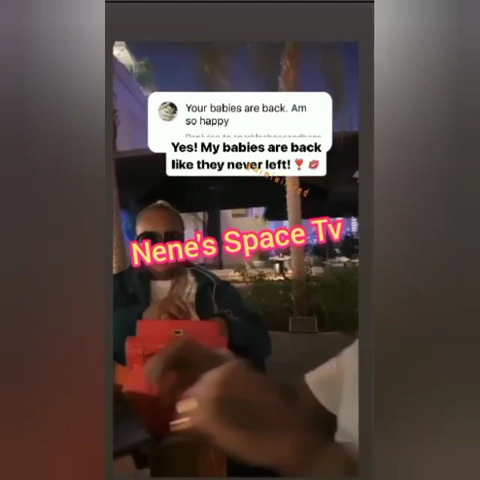 Your babies are back. Am
so happy
Yes! My babies are back
like they never left!❣️💋
Nene's Space Tv